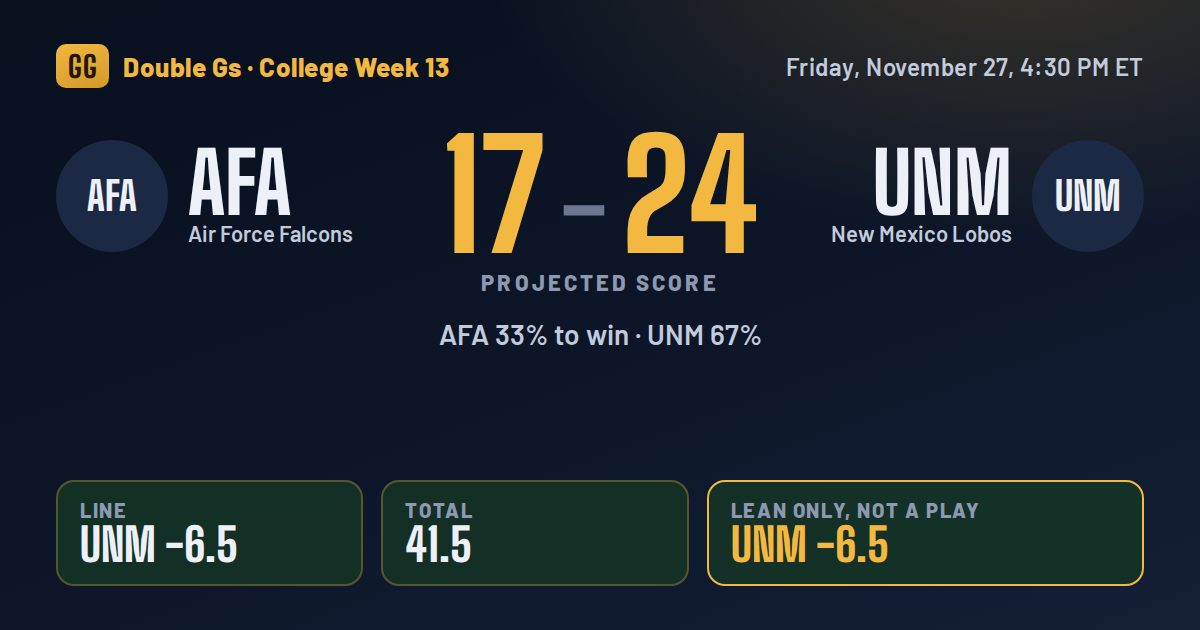 GG
Double Gs · College Week 13
Friday, November 27, 4:30 PM ET
AFA
AFA
Air Force Falcons
17 – 24
UNM
New Mexico Lobos
UNM
PROJECTED SCORE
AFA 33% to win · UNM 67%
LINE
UNM -6.5
TOTAL
41.5
LEAN ONLY, NOT A PLAY
UNM -6.5